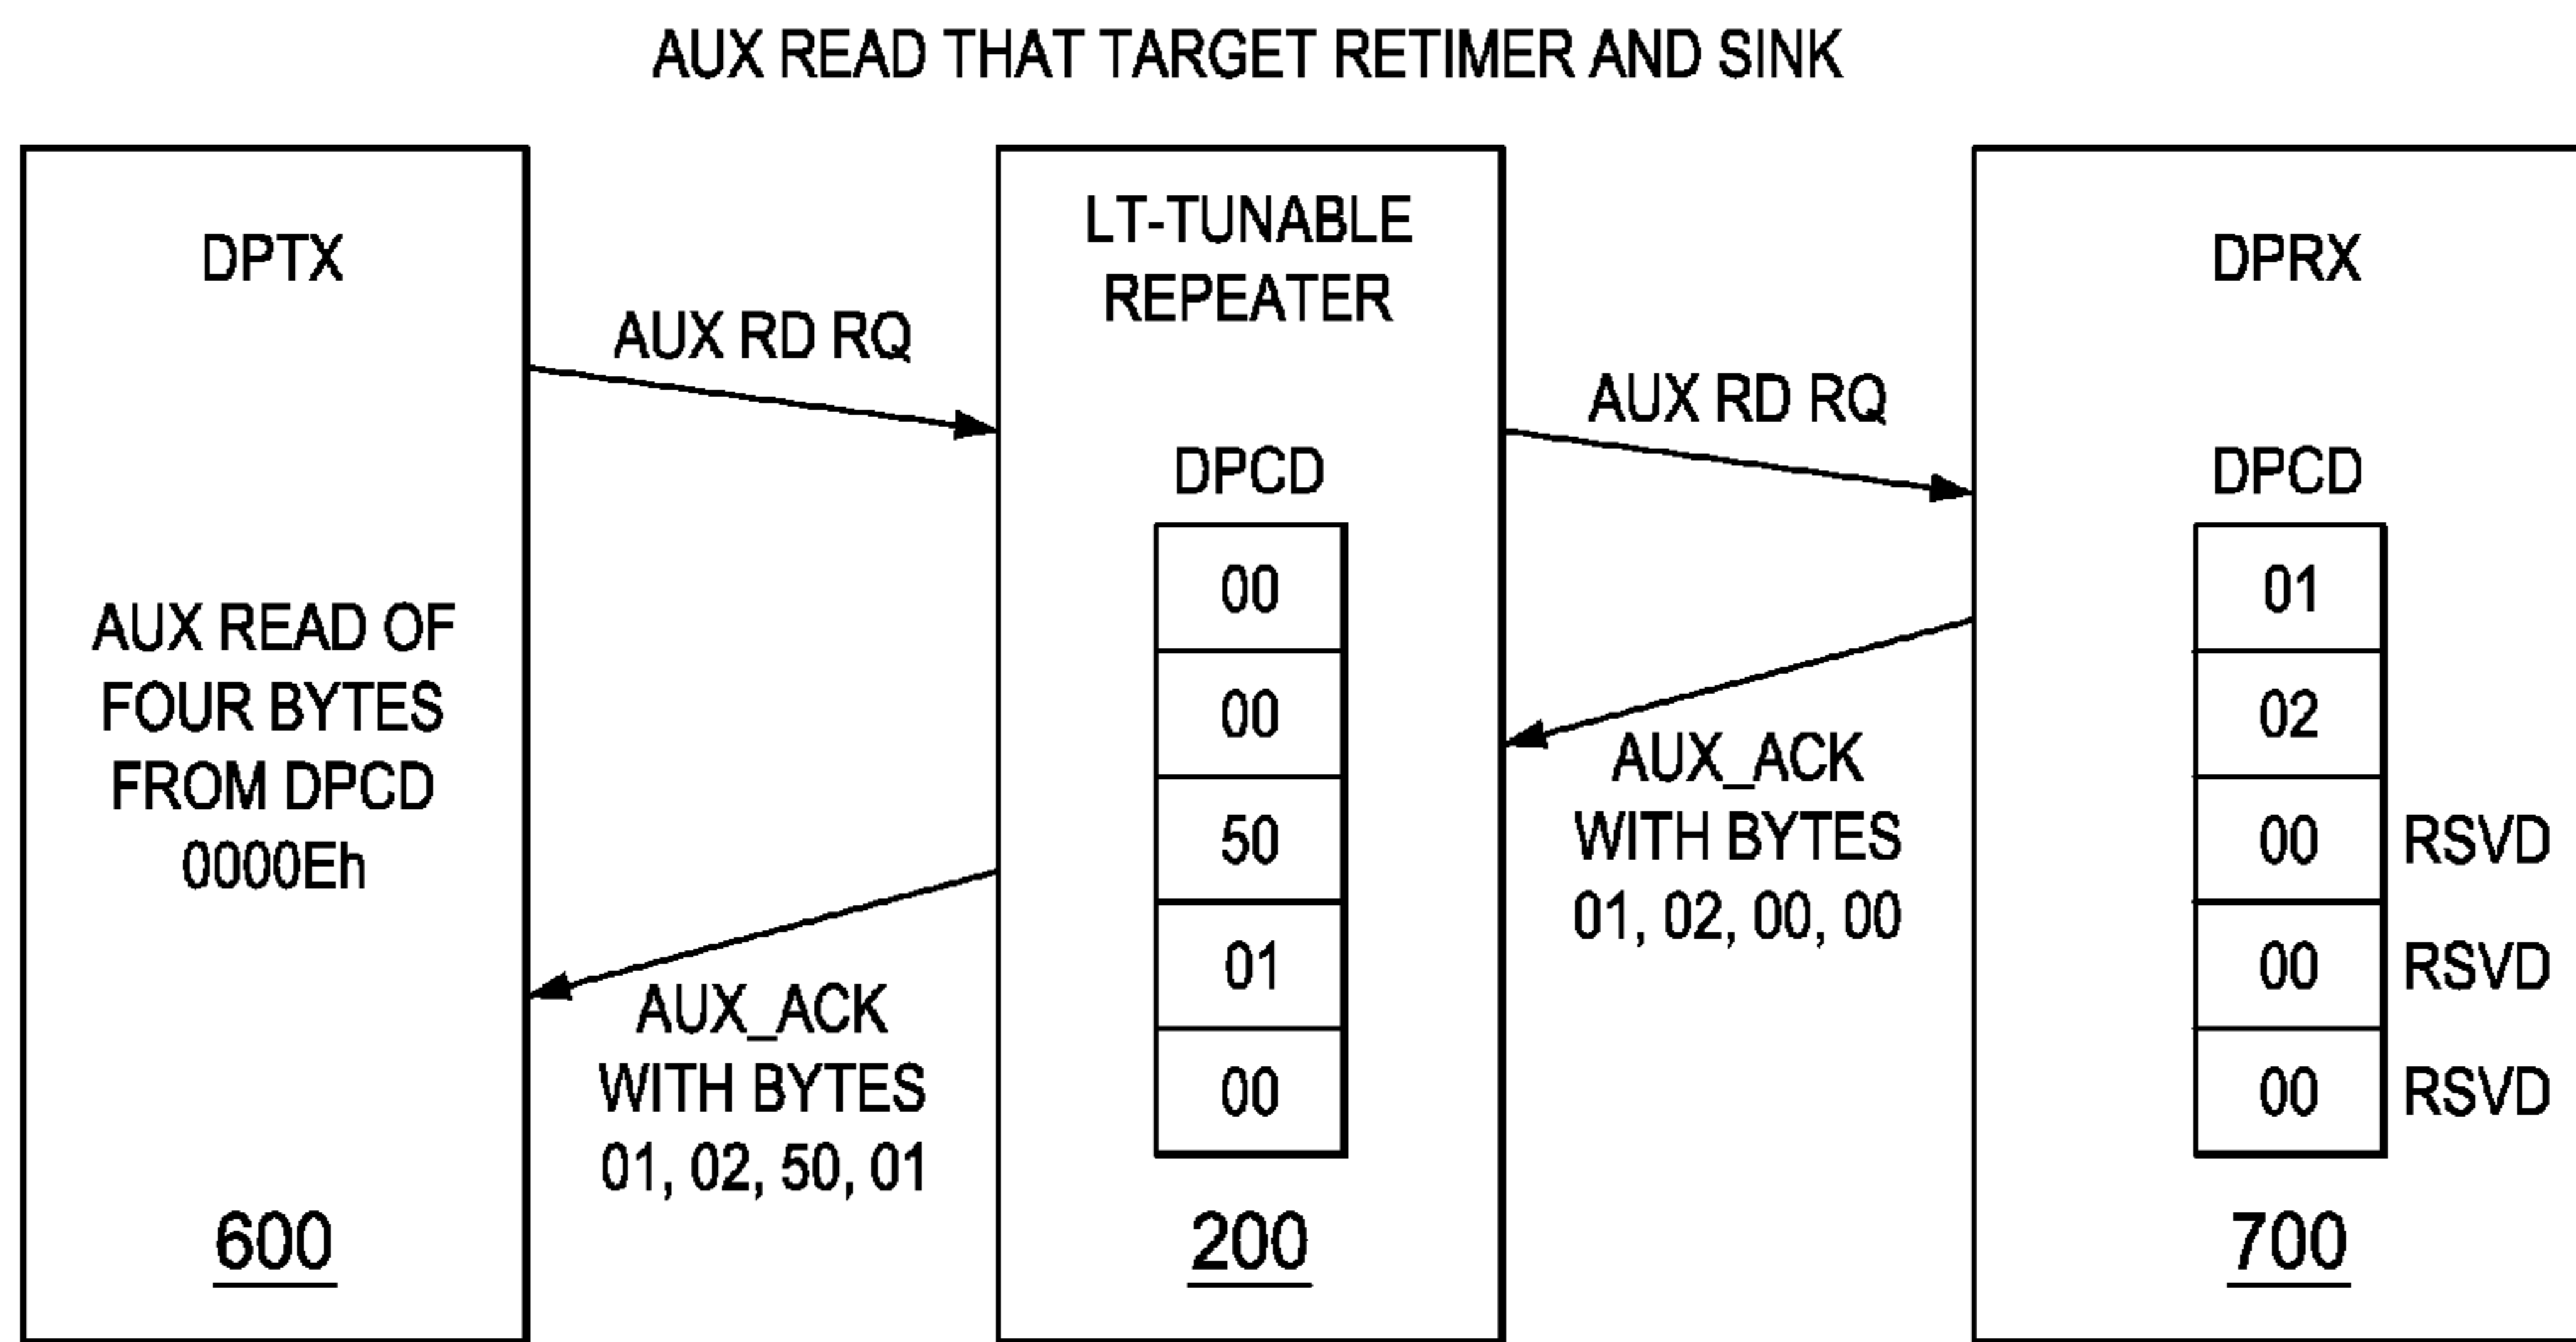 AUX READ THAT TARGET RETIMER AND SINK
DPTX
AUX READ OF
FOUR BYTES
FROM DPCD
0000Eh
600
AUX RD RQ
AUX_ACK
WITH BYTES
01, 02, 50, 01
LT-TUNABLE
REPEATER
DPCD
00
00
50
01
00
200
AUX RD RQ
AUX_ACK
WITH BYTES
01, 02, 00, 00
DPRX
DPCD
01
02
00 RSVD
00 RSVD
00 RSVD
700